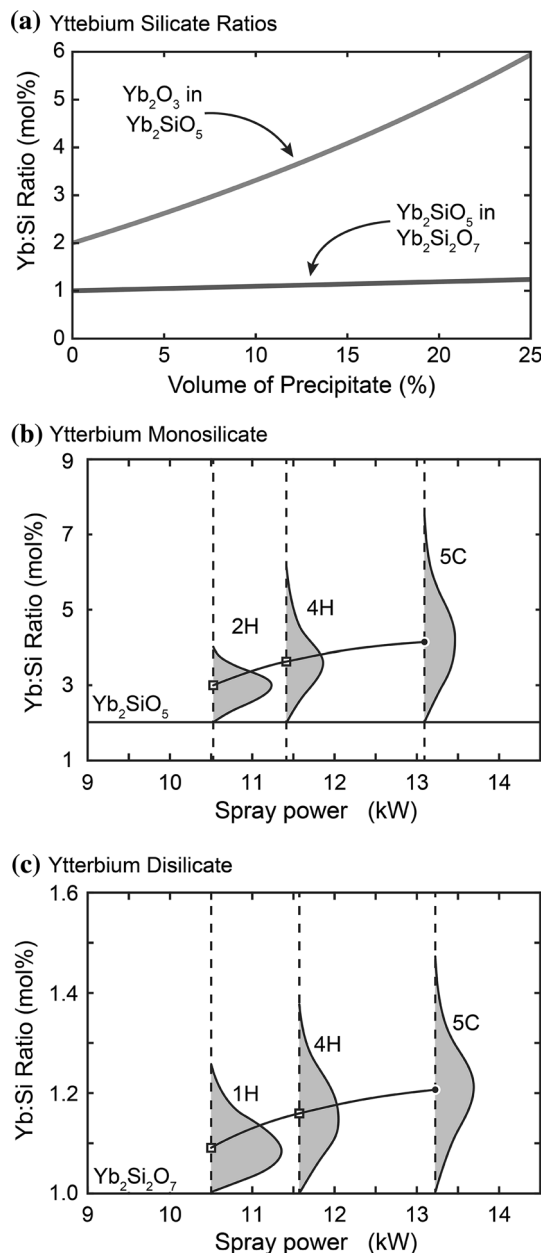 (a) Yttebium Silicate Ratios
6
5
4
3
2
1
0
Yb:Si Ratio (mol%)
Yb2O3 in
Yb2SiO5
Yb2SiO5 in
Yb2Si2O7
0 5 10 15 20 25
Volume of Precipitate (%)
(b) Ytterbium Monosilicate
9
7
5
3
1
Yb:Si Ratio (mol%)
2H
4H
5C
Yb2SiO5
9 10 11 12 13 14
Spray power (kW)
(c) Ytterbium Disilicate
1.6
1.4
1.2
1.0
Yb:Si Ratio (mol%)
1H
4H
5C
Yb2Si2O7
9 10 11 12 13 14
Spray power (kW)